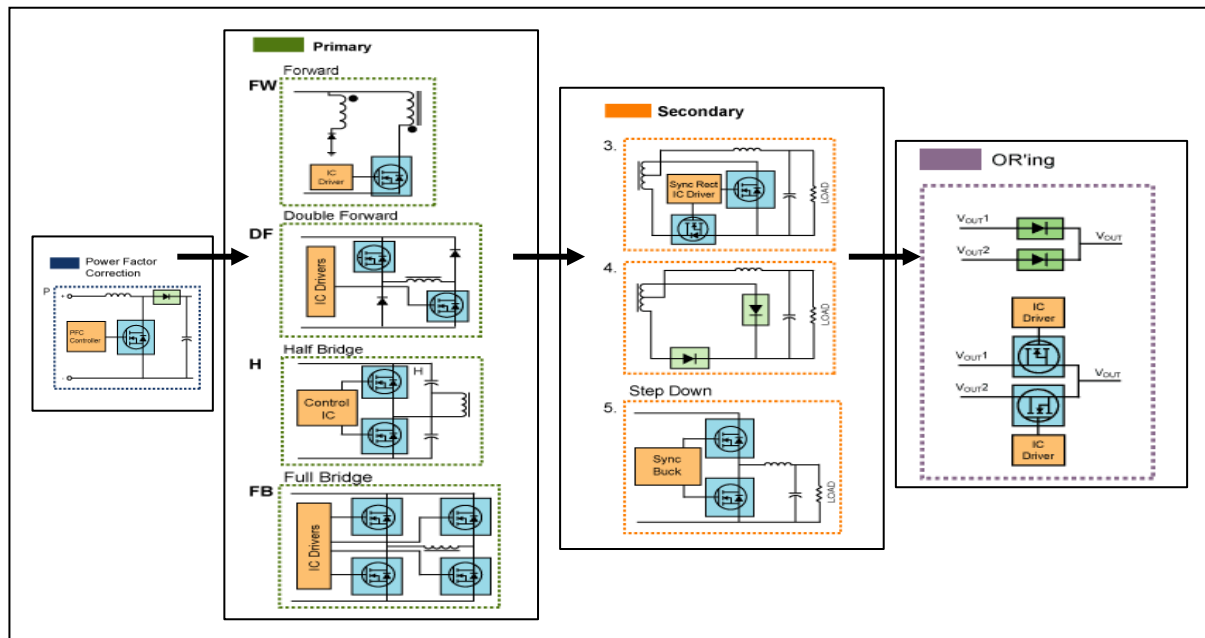 Power Factor
Correction
P
+
PFC
Controller
-
Primary
Forward
FW
IC
Driver
Double Forward
DF
IC Drivers
Half Bridge
H
H
Control
IC
Full Bridge
FB
IC Drivers
Secondary
3.
Sync Rect
IC Driver
LOAD
4.
LOAD
Step Down
5.
Sync
Buck
LOAD
OR'ing
VOUT1
VOUT
VOUT2
IC
Driver
VOUT1
VOUT
VOUT2
IC
Driver